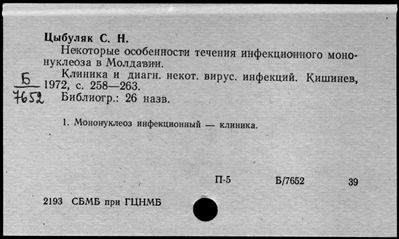 Цыбуляк С. Н.
Некоторые особенности течения инфекционного моно-
нуклеоза в Молдавии.
Клиника и диагн. некот. вирус. инфекций. Кишинев,
1972, с. 258—263.
Б
7652
Библиогр.: 26 назв.
1. Мононуклеоз инфекционный — клиника.
П-5 Б/7652 39
2193 СБМБ при ГЦНМБ